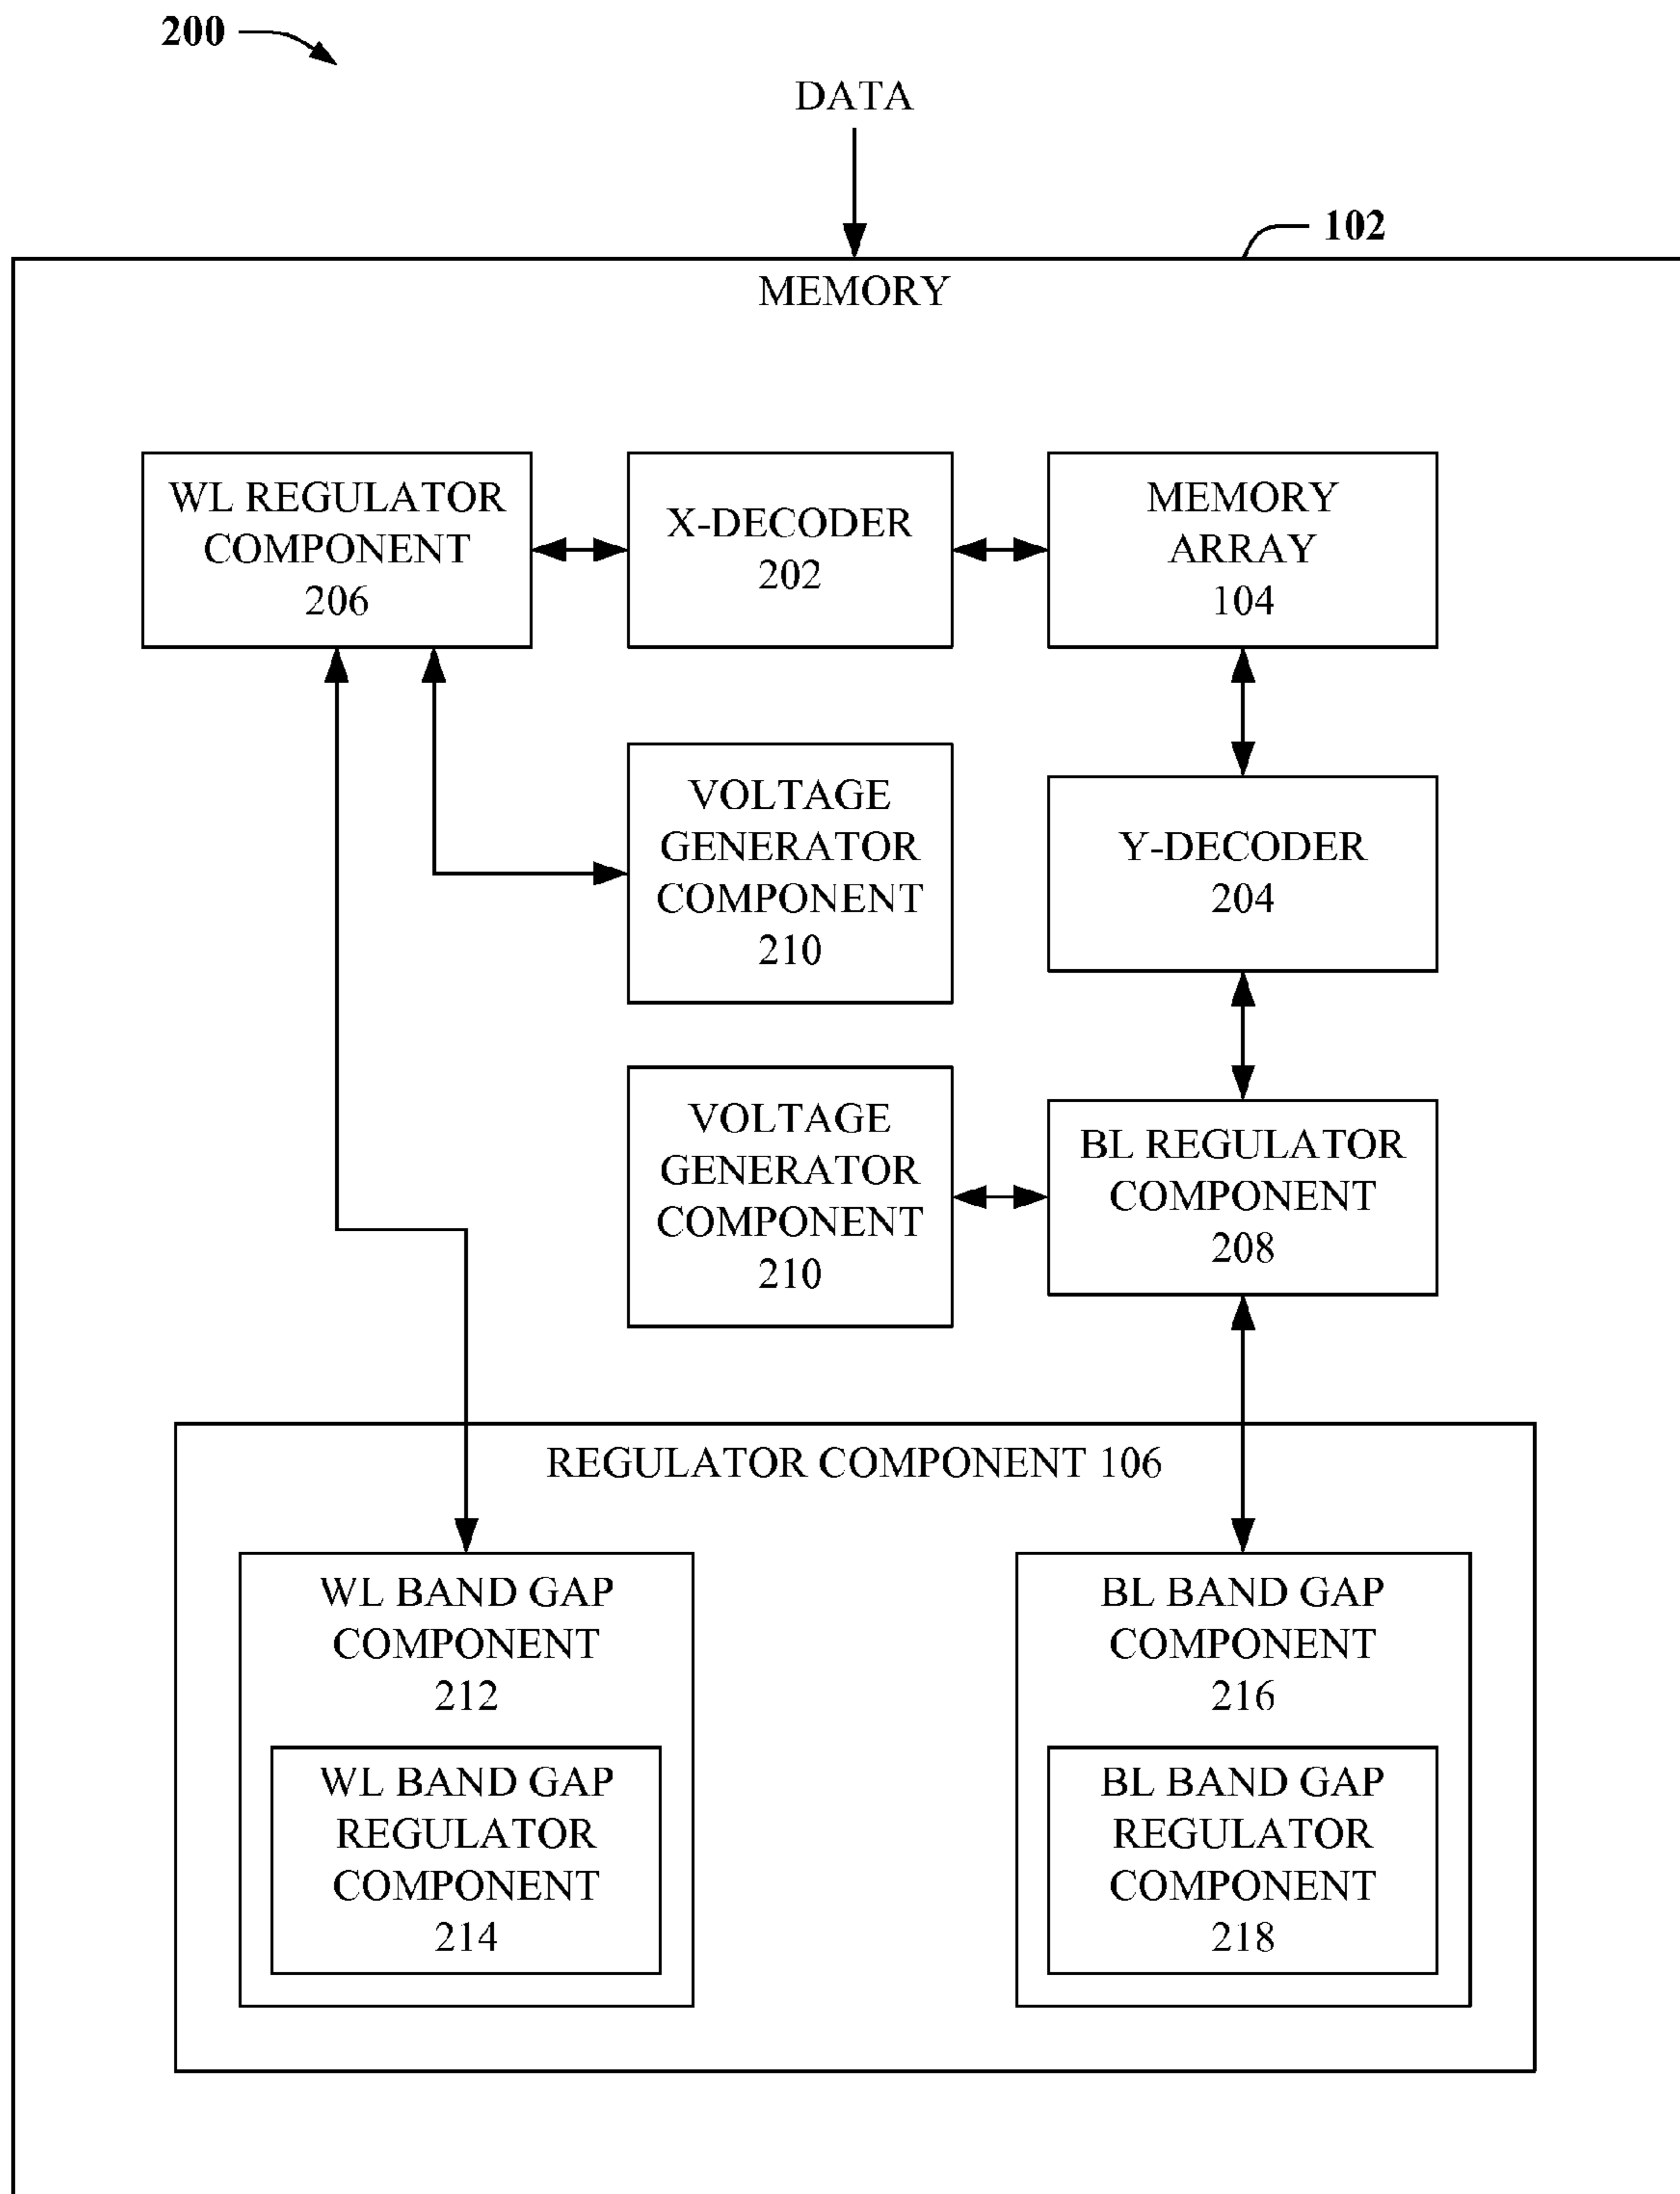 200
DATA
102
MEMORY
WL REGULATOR
COMPONENT
206
X-DECODER
202
MEMORY
ARRAY
104
VOLTAGE
GENERATOR
COMPONENT
210
Y-DECODER
204
VOLTAGE
GENERATOR
COMPONENT
210
BL REGULATOR
COMPONENT
208
REGULATOR COMPONENT 106
WL BAND GAP
COMPONENT
212
WL BAND GAP
REGULATOR
COMPONENT
214
BL BAND GAP
COMPONENT
216
BL BAND GAP
REGULATOR
COMPONENT
218